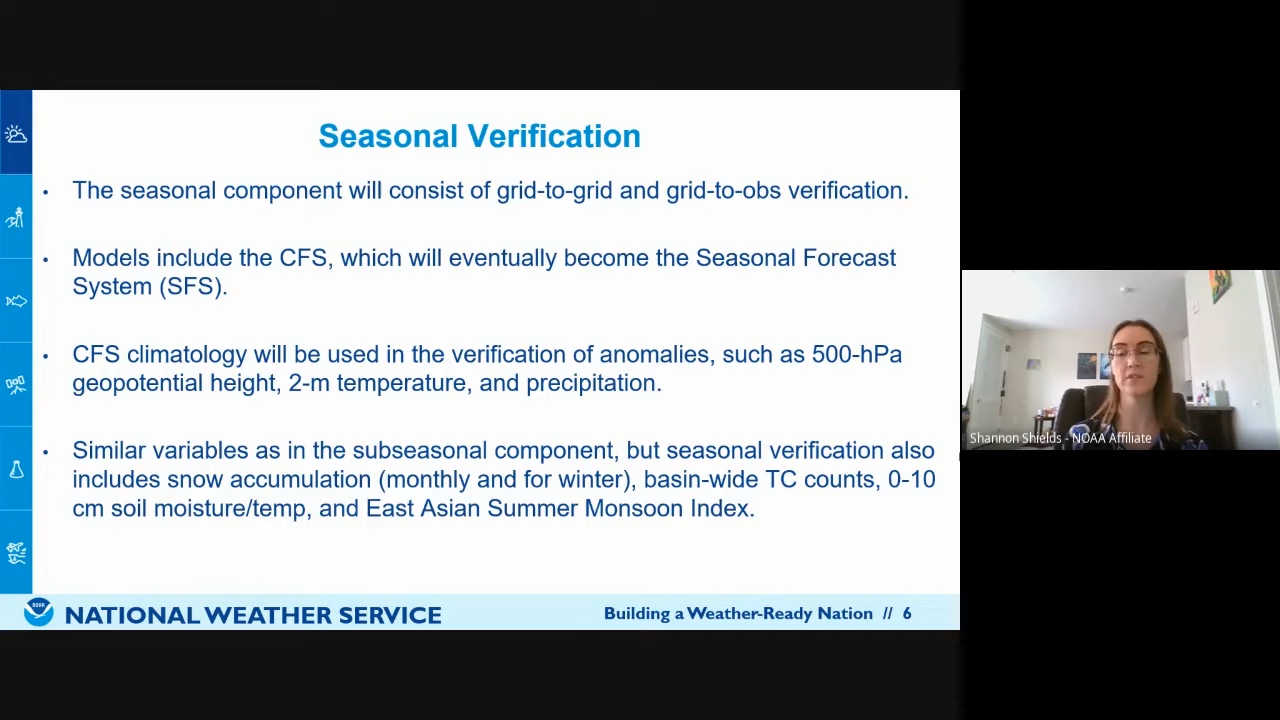 Seasonal Verification
• The seasonal component will consist of grid-to-grid and grid-to-obs verification.
• Models include the CFS, which will eventually become the Seasonal Forecast
System (SFS).
• CFS climatology will be used in the verification of anomalies, such as 500-hPa
geopotential height, 2-m temperature, and precipitation.
• Similar variables as in the subseasonal component, but seasonal verification also
includes snow accumulation (monthly and for winter), basin-wide TC counts, 0-10
cm soil moisture/temp, and East Asian Summer Monsoon Index.
NATIONAL WEATHER SERVICE
Building a Weather-Ready Nation // 6
Shannon Shields - NOAA Affiliate